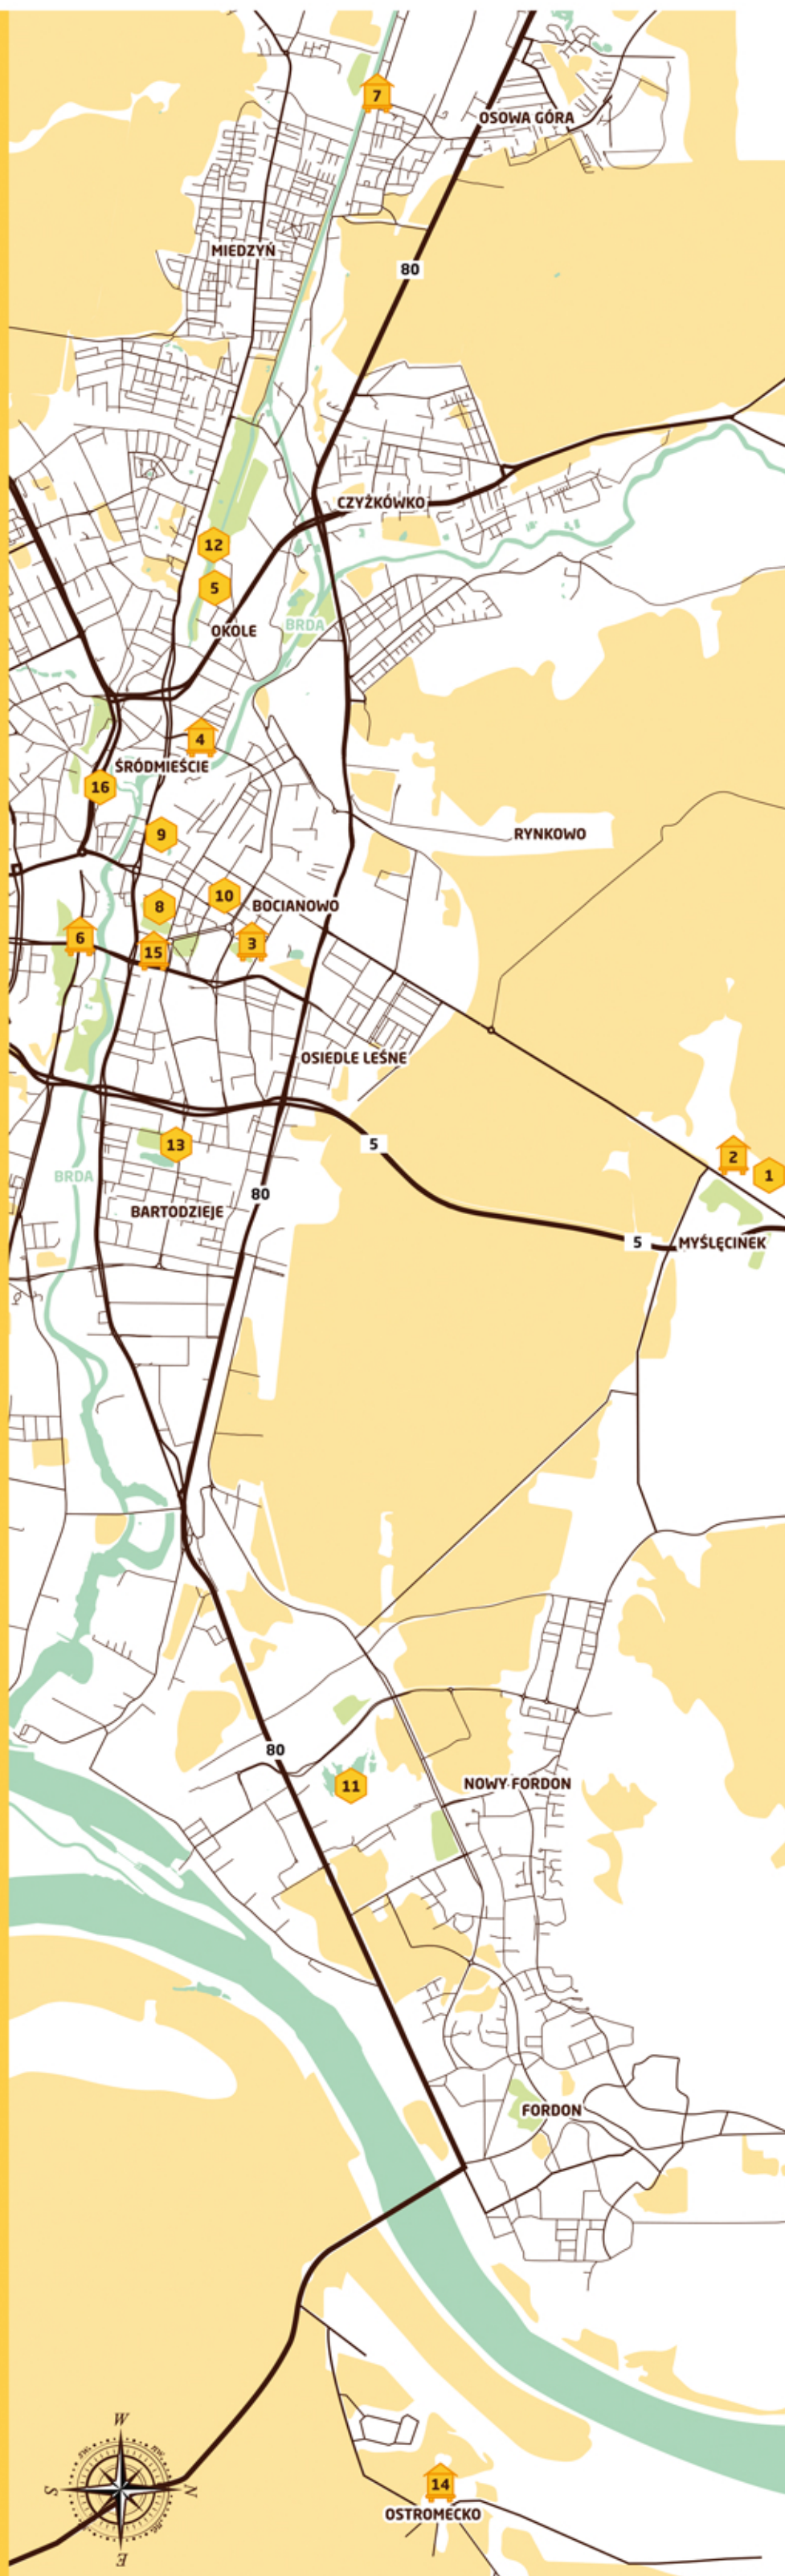 7
OSOWA GÓRA
MIEDZYŃ
80
CZYŻKÓWKO
12
5
OKOLE
BRDA
4
ŚRÓDMIEŚCIE
16
9
RYNKOWO
10
8
BOCIANOWO
6
15
3
OSIEDLE LEŚNE
13
5
2
1
BRDA
80
BARTODZIEJE
5
MYŚLĘCINEK
80
11
NOWY FORDON
FORDON
W
S
N
E
14
OSTROMECKO